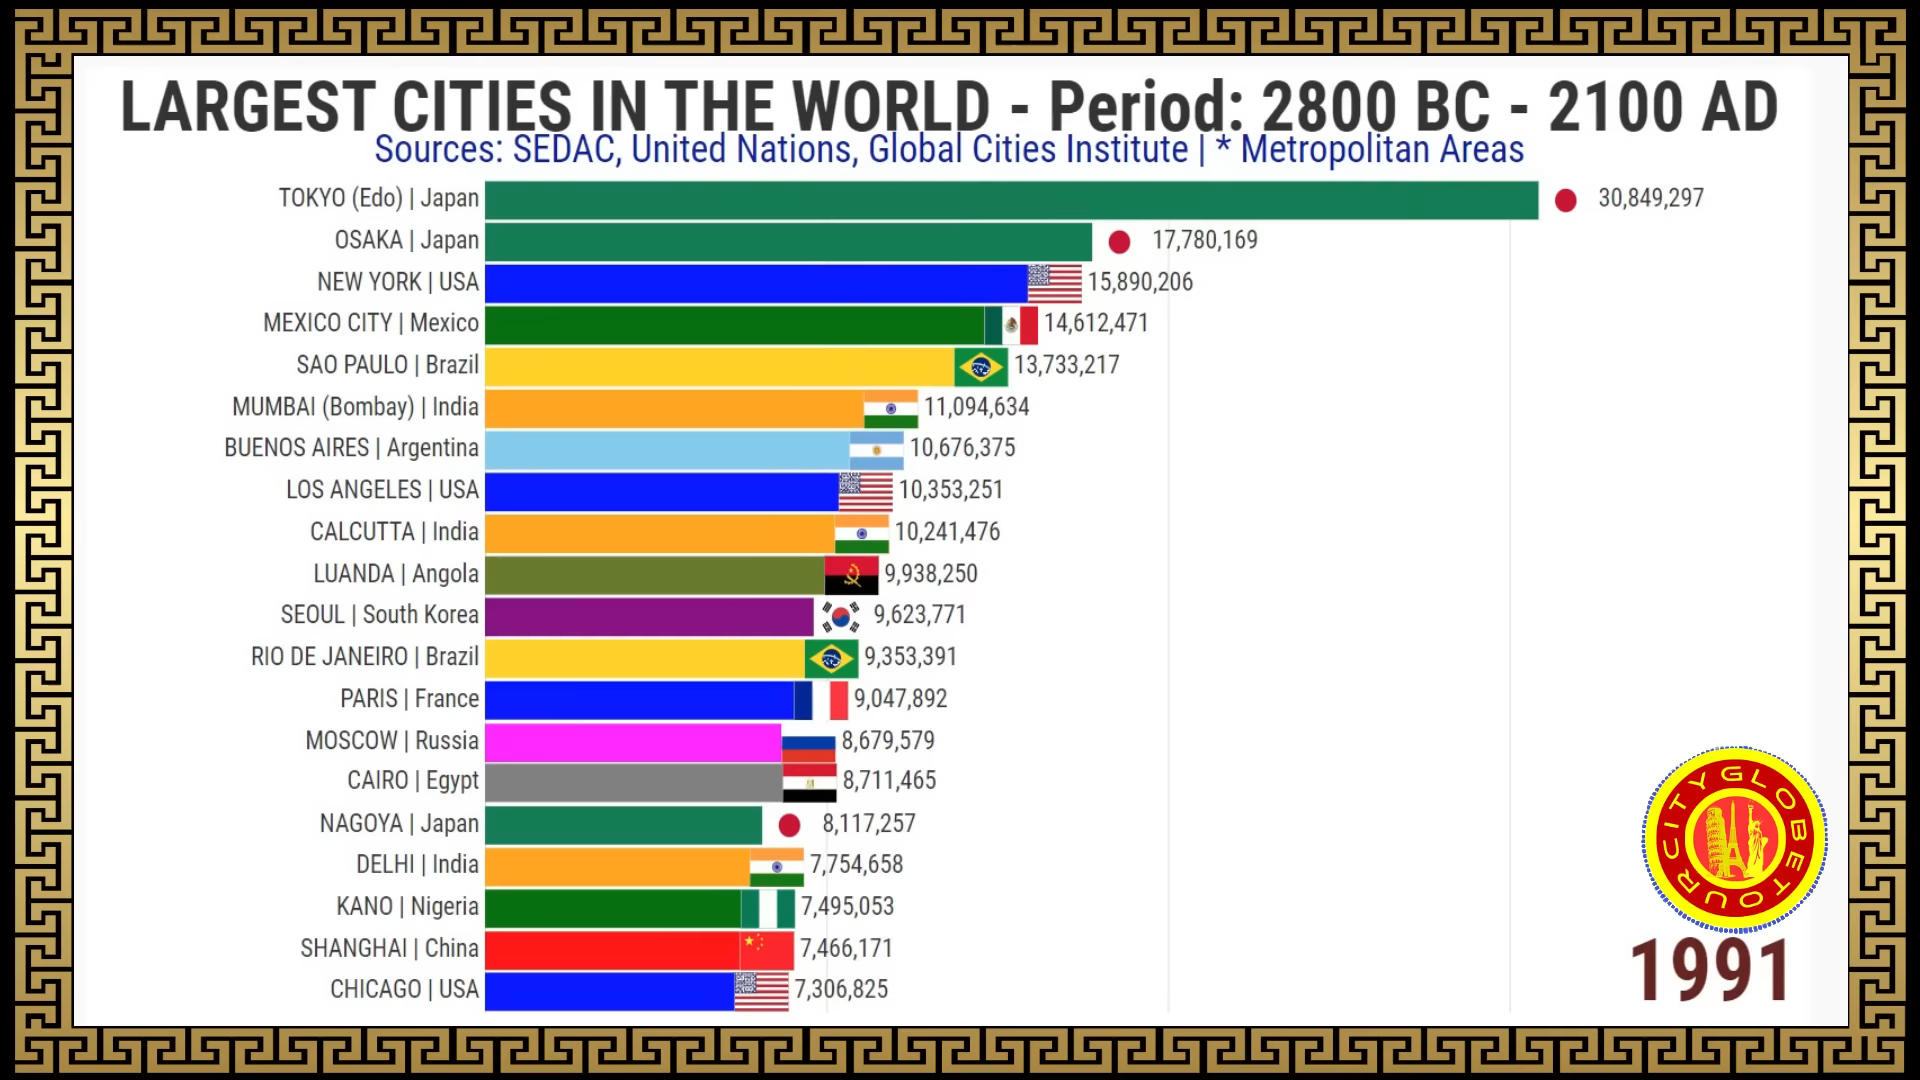 LARGEST CITIES IN THE WORLD - Period: 2800 BC - 2100 AD
Sources: SEDAC, United Nations, Global Cities Institute | * Metropolitan Areas
TOKYO (Edo) | Japan 30,849,297
OSAKA | Japan 17,780,169
NEW YORK | USA 15,890,206
MEXICO CITY | Mexico 14,612,471
SAO PAULO | Brazil 13,733,217
MUMBAI (Bombay) | India 11,094,634
BUENOS AIRES | Argentina 10,676,375
LOS ANGELES | USA 10,353,251
CALCUTTA | India 10,241,476
LUANDA | Angola 9,938,250
SEOUL | South Korea 9,623,771
RIO DE JANEIRO | Brazil 9,353,391
PARIS | France 9,047,892
MOSCOW | Russia 8,679,579
CAIRO | Egypt 8,711,465
NAGOYA | Japan 8,117,257
DELHI | India 7,754,658
KANO | Nigeria 7,495,053
SHANGHAI | China 7,466,171
CHICAGO | USA 7,306,825
CITYGLOBETOUR
1991